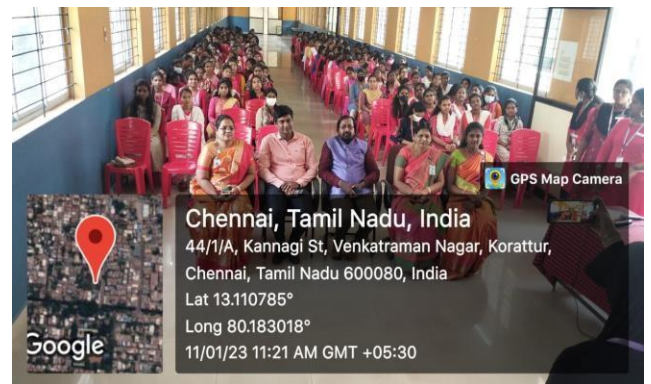 GPS Map Camera
Chennai, Tamil Nadu, India
44/1/A, Kannagi St, Venkatraman Nagar, Korattur,
Chennai, Tamil Nadu 600080, India
Lat 13.110785°
Long 80.183018°
11/01/23 11:21 AM GMT +05:30
Google